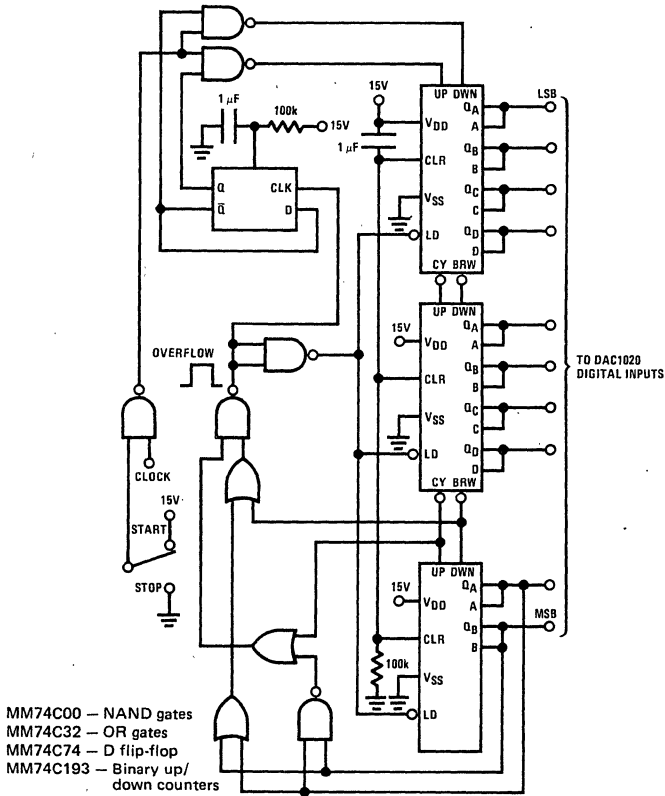 1 μF
100k
15V
Q
CLK
Q̅
D
OVERFLOW
CLOCK
15V
START
STOP
15V
1 μF
UP DWN
VDD
CLR
VSS
LD
CY BRW
QA
A
QB
B
QC
C
QD
D
LSB
15V
UP DWN
VDD
CLR
VSS
LD
CY BRW
QA
A
QB
B
QC
C
QD
D
TO DAC1020
DIGITAL INPUTS
15V
UP DWN
VDD
CLR
100k
VSS
LD
QA
A
QB
B
MSB
MM74C00 – NAND gates
MM74C32 – OR gates
MM74C74 – D flip-flop
MM74C193 – Binary up/
down counters